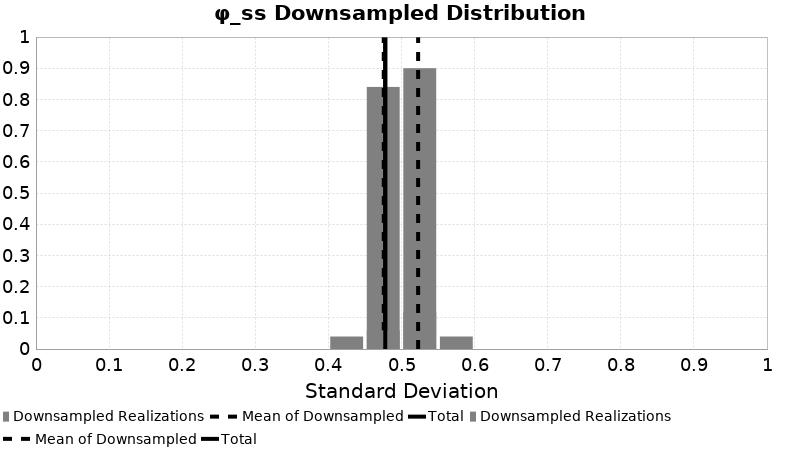 φ_ss Downsampled Distribution
1
0.9
0.8
0.7
0.6
0.5
0.4
0.3
0.2
0.1
0
0 0.1 0.2 0.3 0.4 0.5 0.6 0.7 0.8 0.9 1
Standard Deviation
Downsampled Realizations Mean of Downsampled Total Downsampled Realizations
Mean of Downsampled Total